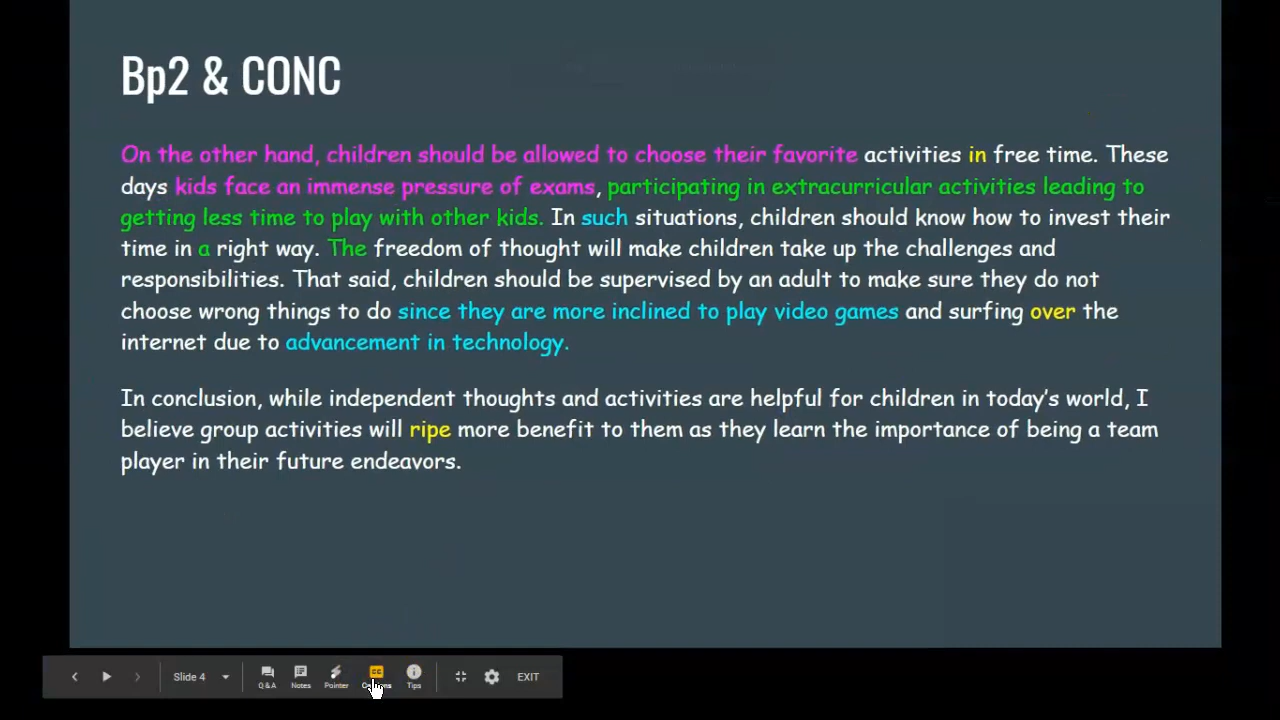 Bp2 & CONC
On the other hand, children should be allowed to choose their favorite activities in free time. These
days kids face an immense pressure of exams, participating in extracurricular activities leading to
getting less time to play with other kids. In such situations, children should know how to invest their
time in a right way. The freedom of thought will make children take up the challenges and
responsibilities. That said, children should be supervised by an adult to make sure they do not
choose wrong things to do since they are more inclined to play video games and surfing over the
internet due to advancement in technology.
In conclusion, while independent thoughts and activities are helpful for children in today's world, I
believe group activities will ripe more benefit to them as they learn the importance of being a team
player in their future endeavors.
Slide 4
Q&A
Notes
Pointer
Tips
EXIT